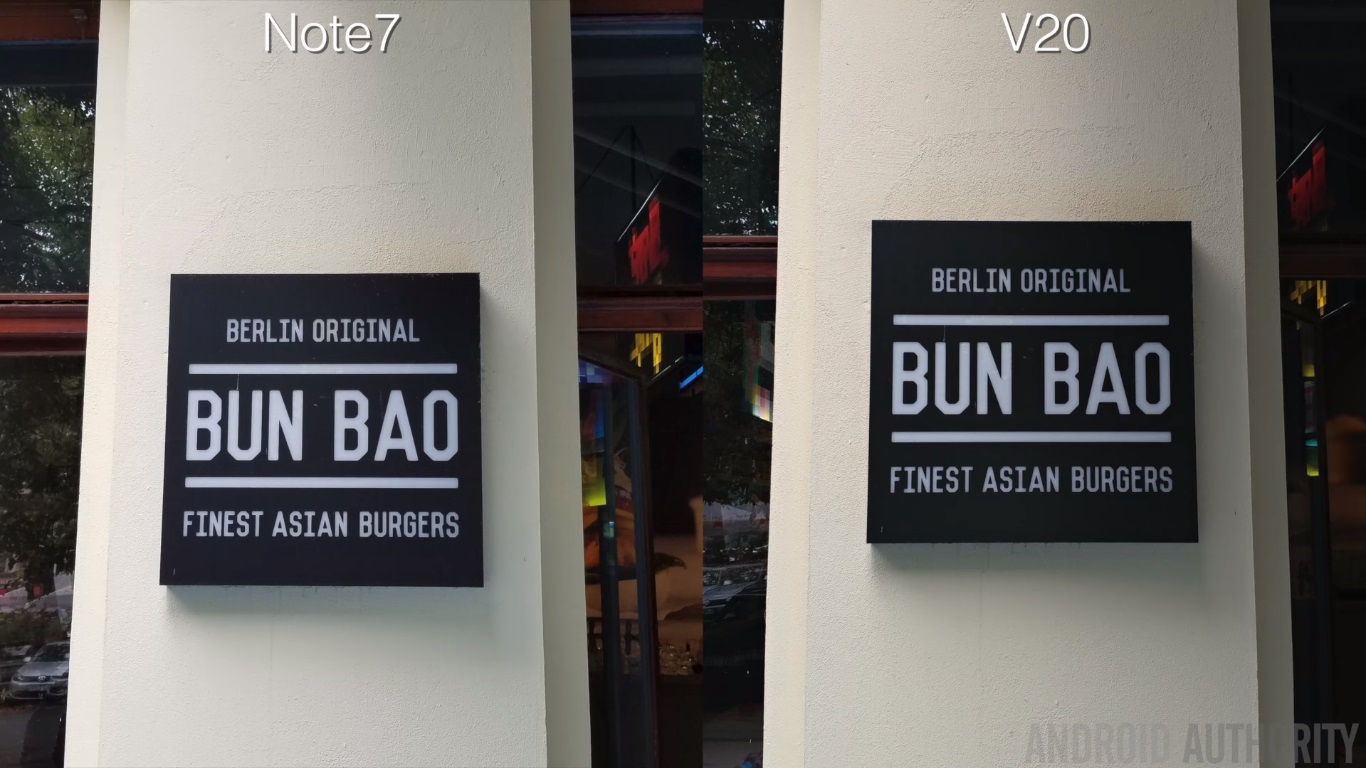 Note7
BERLIN ORIGINAL
BUN BAO
FINEST ASIAN BURGERS
V20
BERLIN ORIGINAL
BUN BAO
FINEST ASIAN BURGERS
ANDROID AUTHORITY